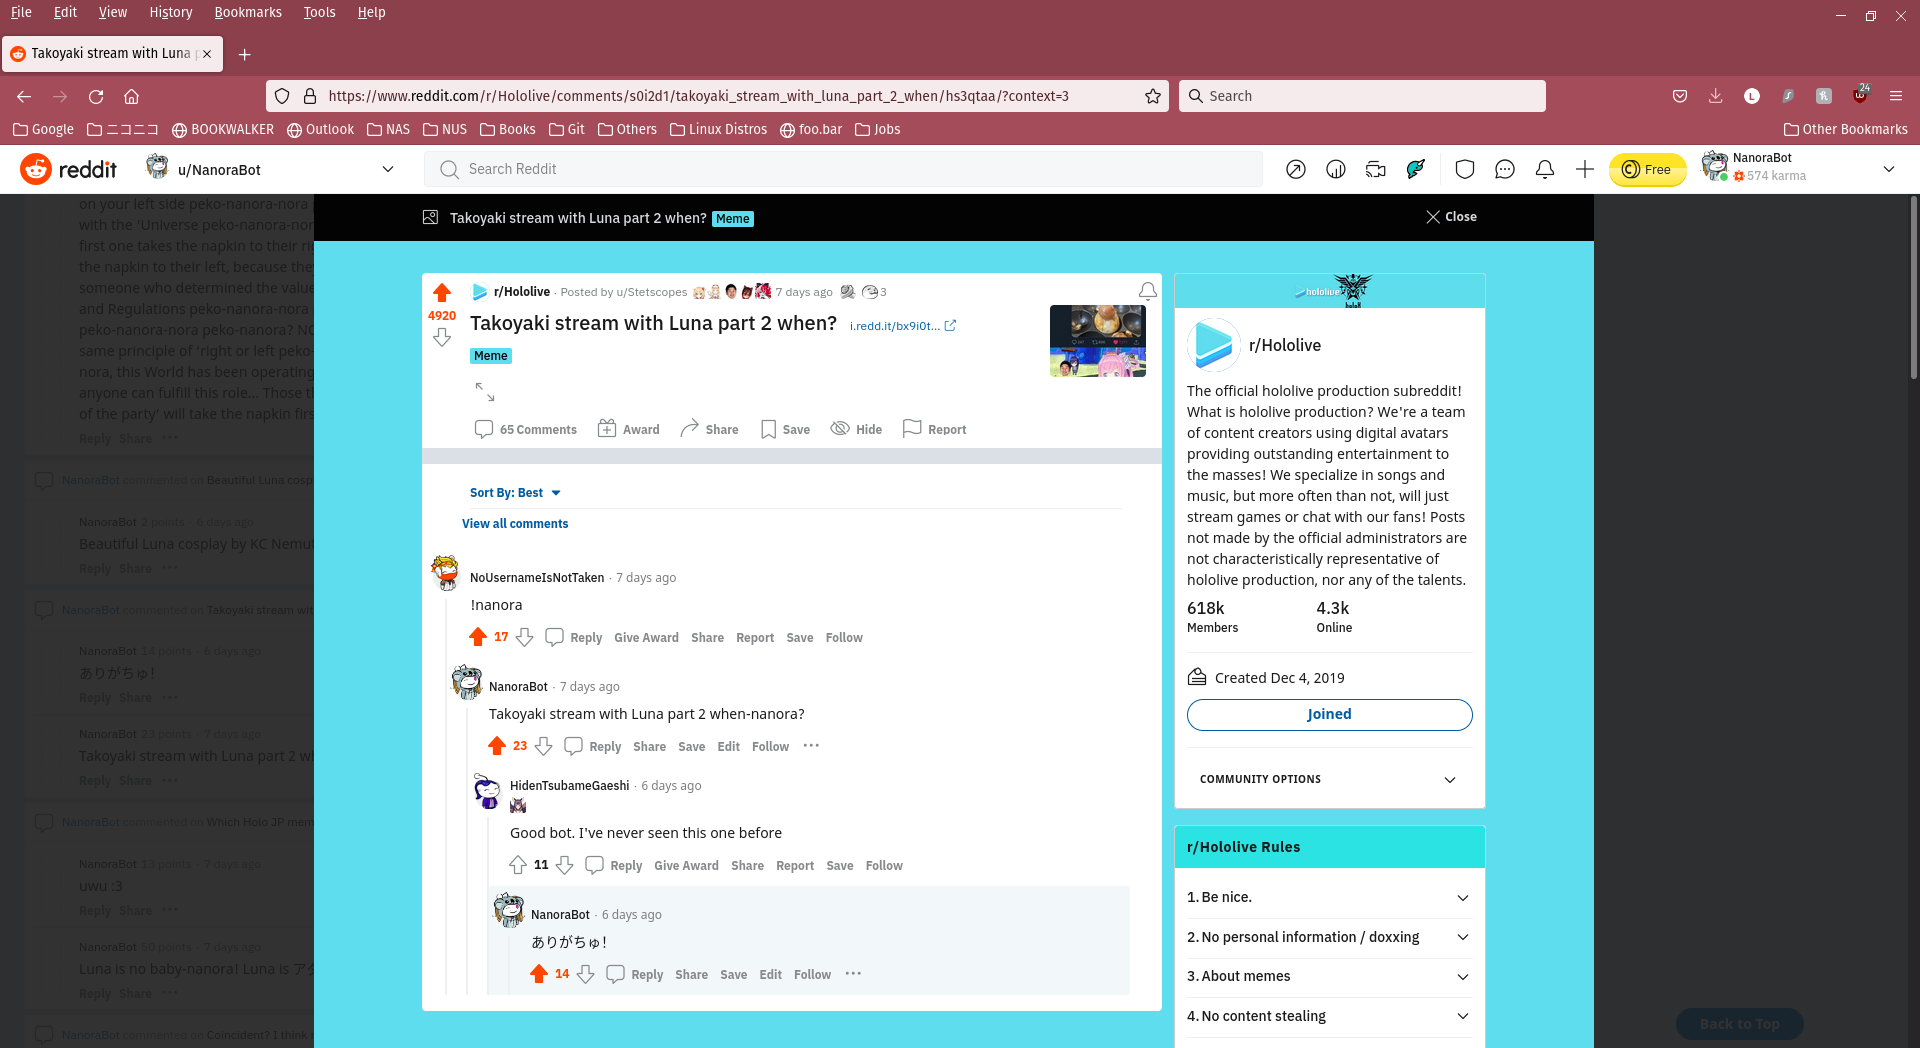 File Edit View History Bookmarks Tools Help
Takoyaki stream with Luna p
https://www.reddit.com/r/Hololive/comments/s0i2d1/takoyaki_stream_with_luna_part_2_when/hs3qtaa/?context=3
Search
24
Google ニコニコ BOOKWALKER Outlook NAS NUS Books Git Others Linux Distros foo.bar Jobs Other Bookmarks
reddit u/NanoraBot Search Reddit Free NanoraBot
574 karma
Takoyaki stream with Luna part 2 when? Meme Close
on your left side peko-nanora-nora
with the 'Universe peko-nanora-nor
first one takes the napkin to their ri
the napkin to their left, because the
someone who determined the value
and Regulations peko-nanora-nora
peko-nanora-nora peko-nanora? NO
same principle of 'right or left peko-
nora, this World has been operating
anyone can fulfill this role... Those t
of the party' will take the napkin firs
Reply Share
NanoraBot commented on Beautiful Luna cosp
NanoraBot 2 points · 6 days ago
Beautiful Luna cosplay by KC Nemut
Reply Share
NanoraBot commented on Takoyaki stream wit
NanoraBot 14 points · 6 days ago
ありがちゅ!
Reply Share
NanoraBot 23 points · 7 days ago
Takoyaki stream with Luna part 2 w
Reply Share
NanoraBot commented on Which Holo JP mem
NanoraBot 13 points · 7 days ago
uwu :3
Reply Share
NanoraBot 50 points · 7 days ago
Luna is no baby-nanora! Luna is アダ
Reply Share
NanoraBot commented on Coincident? I think
r/Hololive · Posted by u/Stetscopes 7 days ago 3
4920
Takoyaki stream with Luna part 2 when? i.redd.it/bx9i0t...
Meme
65 Comments Award Share Save Hide Report
Sort By: Best
View all comments
NoUsernameIsNotTaken · 7 days ago
!nanora
17 Reply Give Award Share Report Save Follow
NanoraBot · 7 days ago
Takoyaki stream with Luna part 2 when-nanora?
23 Reply Share Save Edit Follow
HidenTsubameGaeshi · 6 days ago
Good bot. I've never seen this one before
11 Reply Give Award Share Report Save Follow
NanoraBot · 6 days ago
ありがちゅ!
14 Reply Share Save Edit Follow
hololive
r/Hololive
The official hololive production subreddit!
What is hololive production? We're a team
of content creators using digital avatars
providing outstanding entertainment to
the masses! We specialize in songs and
music, but more often than not, will just
stream games or chat with our fans! Posts
not made by the official administrators are
not characteristically representative of
hololive production, nor any of the talents.
618k 4.3k
Members Online
Created Dec 4, 2019
Joined
COMMUNITY OPTIONS
r/Hololive Rules
1. Be nice.
2. No personal information / doxxing
3. About memes
4. No content stealing
Back to Top